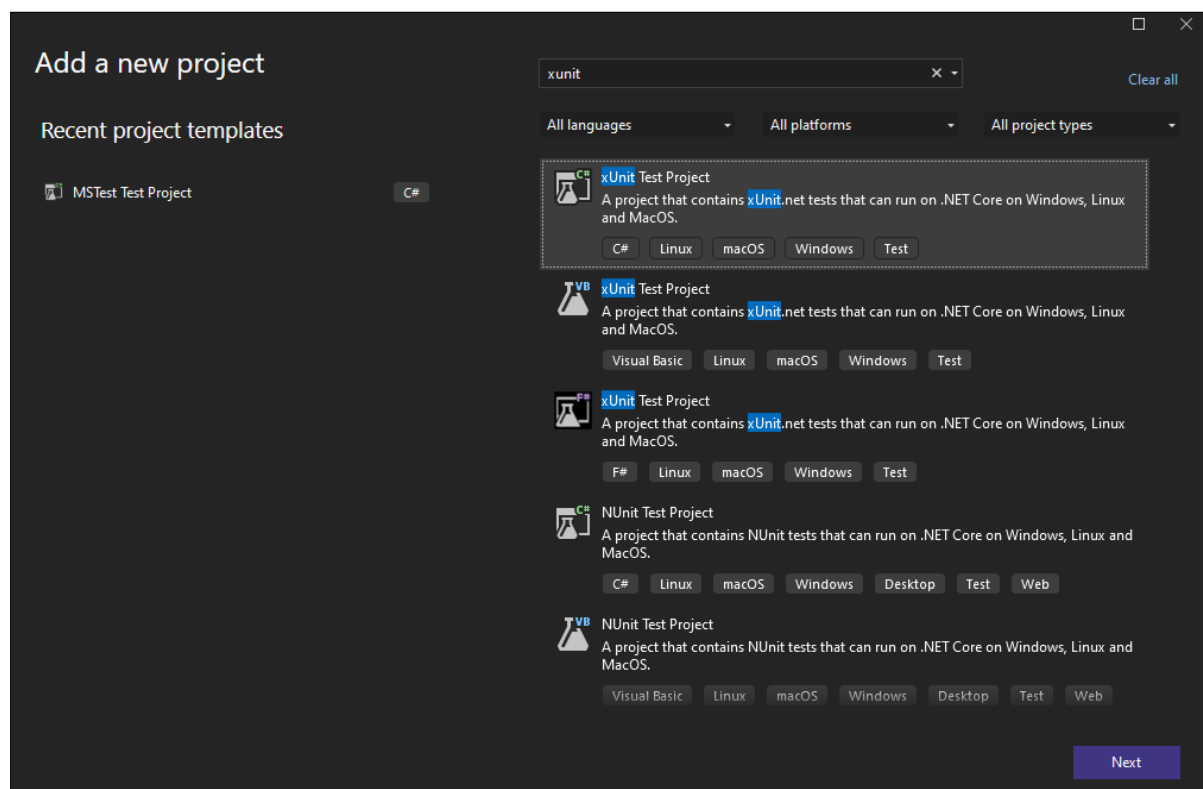 Add a new project
Recent project templates
MSTest Test Project
C#
xunit
Clear all
All languages
All platforms
All project types
C#
xUnit Test Project
A project that contains xUnit.net tests that can run on .NET Core on Windows, Linux
and MacOS.
C# Linux macOS Windows Test
VB
xUnit Test Project
A project that contains xUnit.net tests that can run on .NET Core on Windows, Linux
and MacOS.
Visual Basic Linux macOS Windows Test
F#
xUnit Test Project
A project that contains xUnit.net tests that can run on .NET Core on Windows, Linux
and MacOS.
F# Linux macOS Windows Test
C#
NUnit Test Project
A project that contains NUnit tests that can run on .NET Core on Windows, Linux and
MacOS.
C# Linux macOS Windows Desktop Test Web
VB
NUnit Test Project
A project that contains NUnit tests that can run on .NET Core on Windows, Linux and
MacOS.
Visual Basic Linux macOS Windows Desktop Test Web
Next